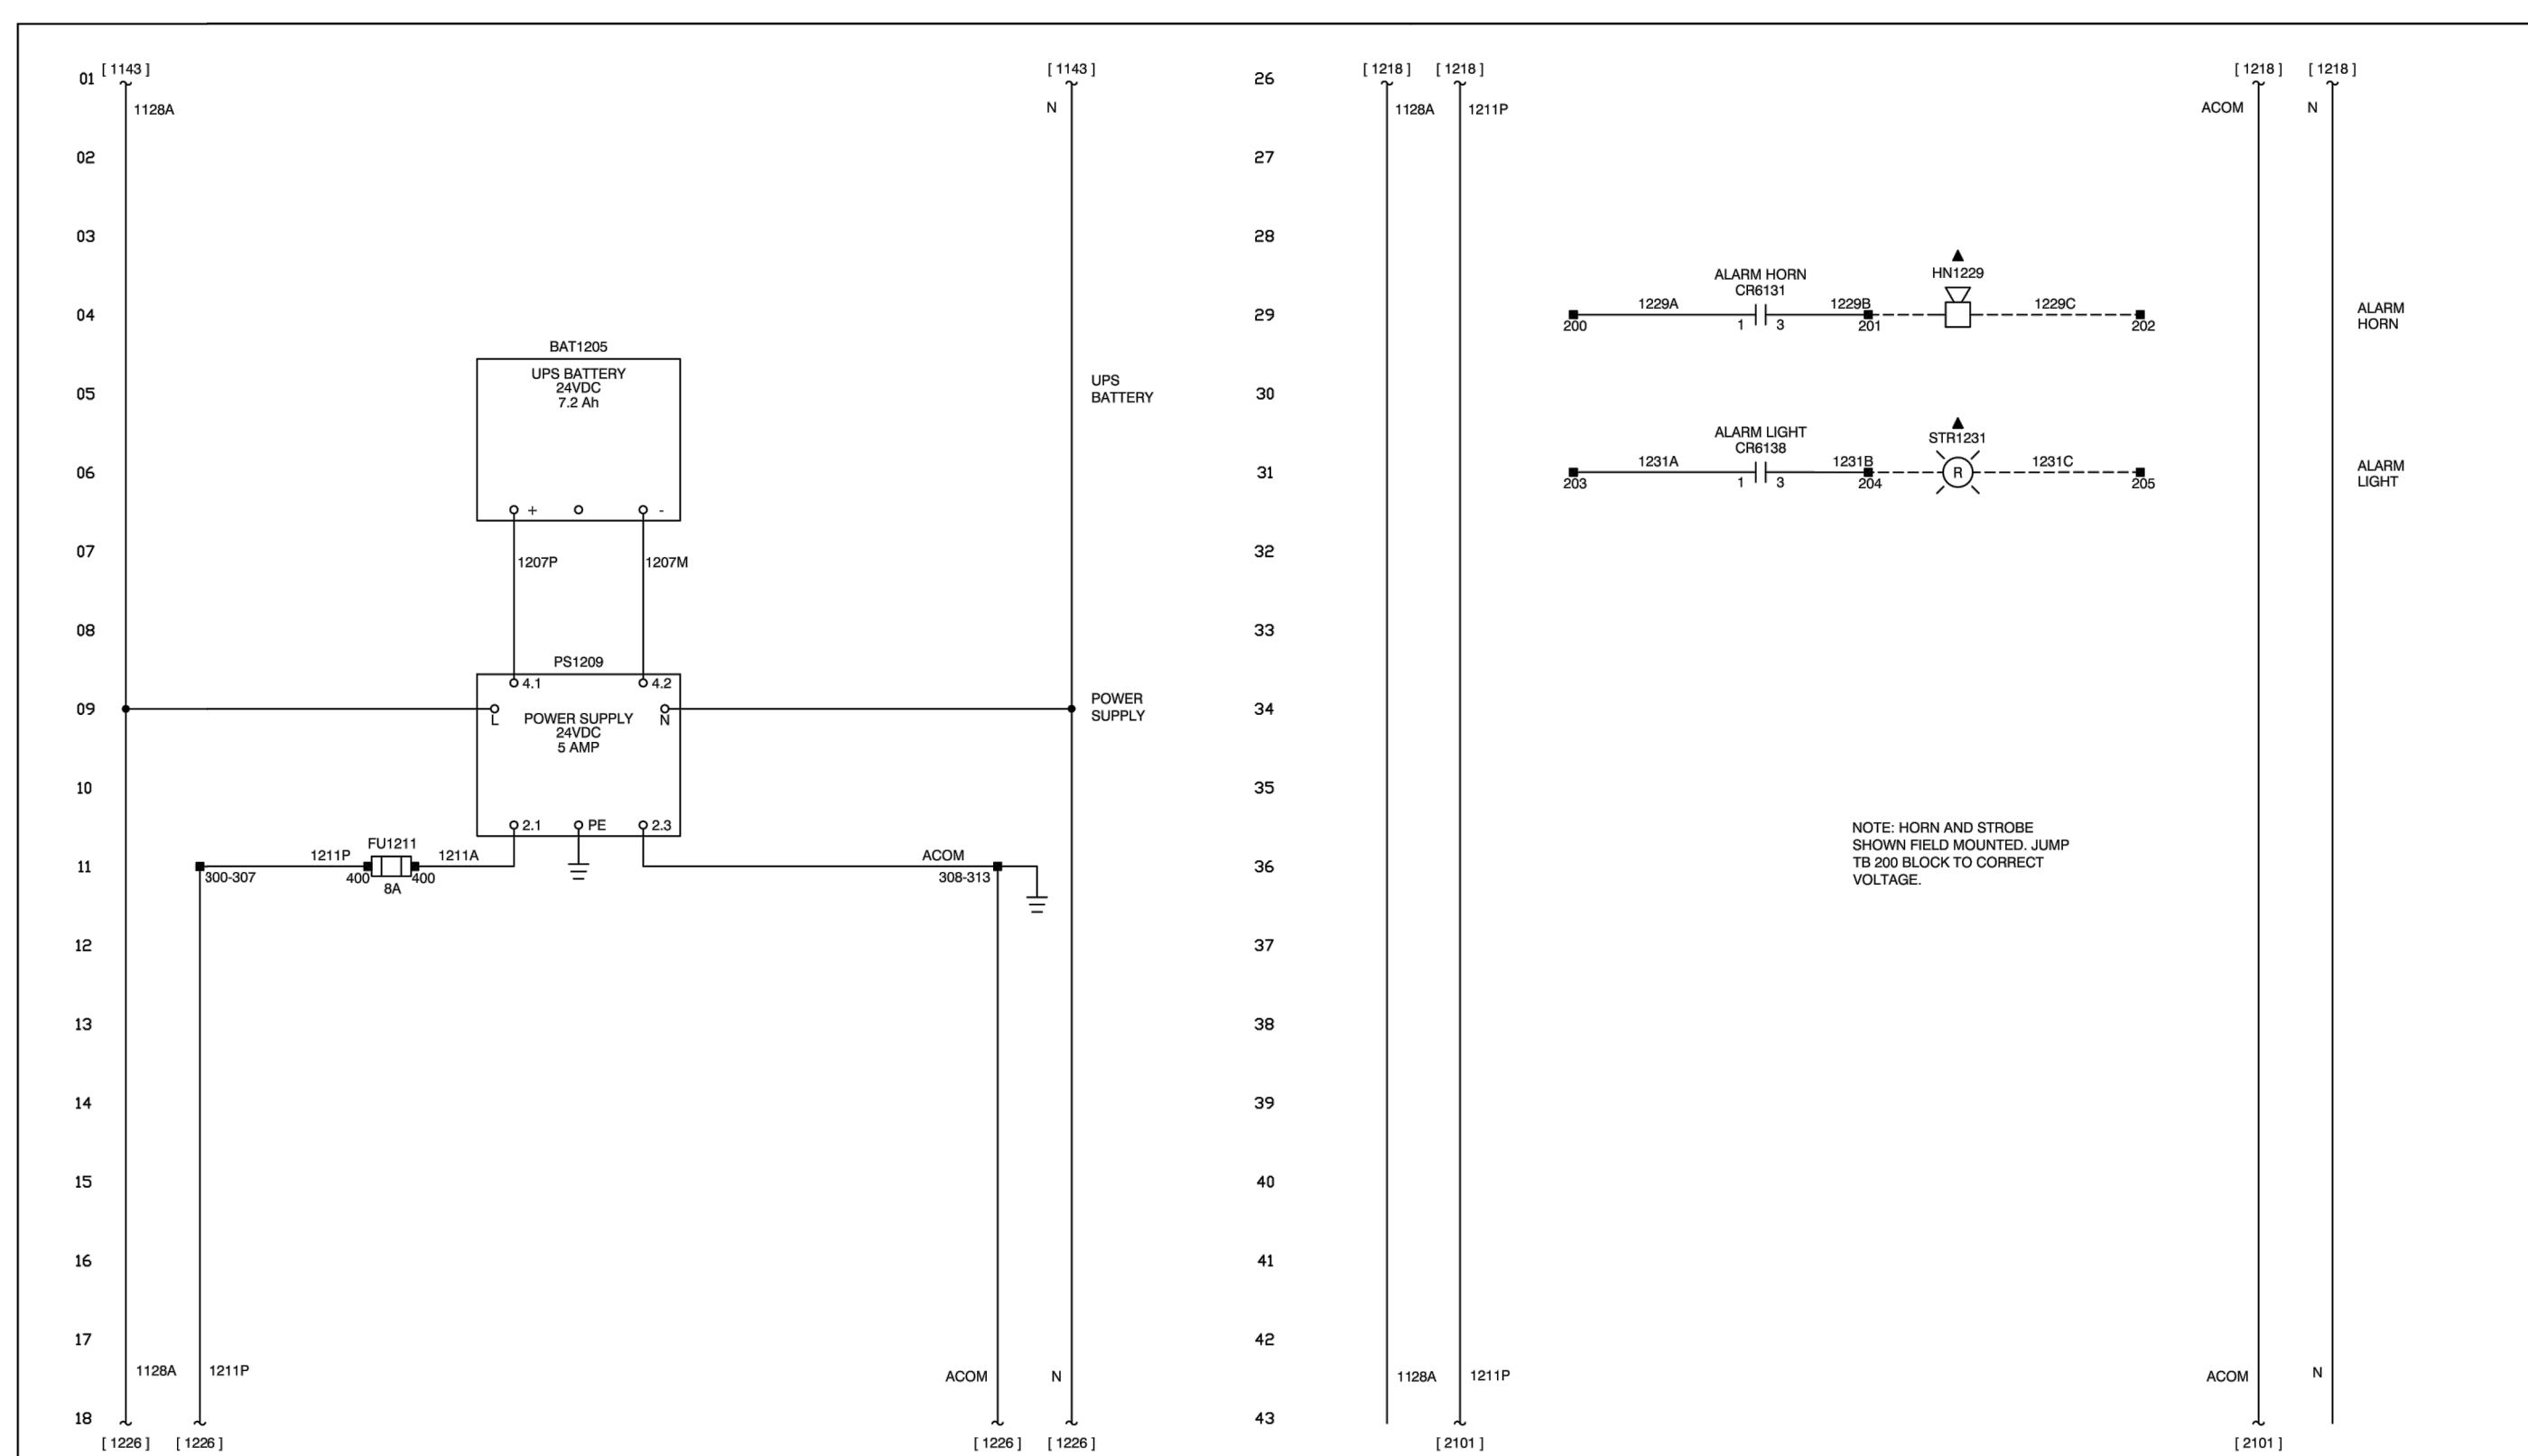 [ 1143 ]
[ 1143 ]
01
1128A
N
02
03
04
BAT1205
UPS BATTERY
24VDC
7.2 Ah
05
UPS
BATTERY
06
+
-
07
1207P
1207M
08
PS1209
4.1
4.2
09
L
POWER SUPPLY
24VDC
5 AMP
N
POWER
SUPPLY
10
2.1
PE
2.3
FU1211
11
1211P
1211A
300-307
400
400
8A
ACOM
308-313
12
13
14
15
16
17
1128A
1211P
ACOM
N
18
[ 1226 ]
[ 1226 ]
[ 1226 ]
[ 1226 ]
[ 1218 ]
[ 1218 ]
[ 1218 ]
[ 1218 ]
26
1128A
1211P
ACOM
N
27
28
ALARM HORN
CR6131
HN1229
29
1229A
1229B
1229C
200
1
3
201
202
ALARM
HORN
30
ALARM LIGHT
CR6138
STR1231
31
1231A
1231B
R
1231C
203
1
3
204
205
ALARM
LIGHT
32
33
34
35
NOTE: HORN AND STROBE
SHOWN FIELD MOUNTED. JUMP
TB 200 BLOCK TO CORRECT
VOLTAGE.
36
37
38
39
40
41
42
1128A
1211P
ACOM
N
43
[ 2101 ]
[ 2101 ]